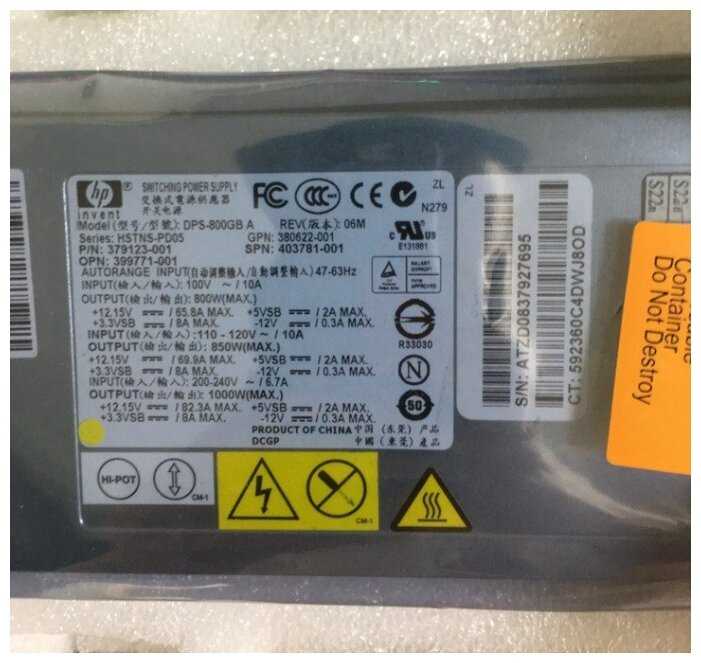 hp
invent
SWITCHING POWER SUPPLY
交換式電源供應器
开关电源
ZL
N279
Model(型号/型號): DPS-800GB A REV(版本): 06M
Series: HSTNS-PD05 GPN: 380622-001
P/N: 379123-001 SPN: 403781-001
OPN: 399771-001
c RU US
E131881
AUTORANGE INPUT(自动调整输入/自動調整輸入) 47-63Hz
INPUT(输入/輸入): 100V ~ / 10A
OUTPUT(输出/輸出): 800W(MAX.)
+12.15V / 65.8A MAX. +5VSB / 2A MAX.
+3.3VSB / 8A MAX. -12V / 0.3A MAX.
INPUT (输入/輸入):110 - 120V~ / 10A
OUTPUT(输出/輸出): 850W(MAX.)
+12.15V / 69.9A MAX. +5VSB / 2A MAX.
+3.3VSB / 8A MAX. -12V / 0.3A MAX.
INPUT(输入/輸入): 200-240V ~ / 6.7A
OUTPUT(输出/輸出): 1000W(MAX.)
+12.15V / 82.3A MAX. +5VSB / 2A MAX.
+3.3VSB / 8A MAX. -12V / 0.3A MAX.
R33030
N
PRODUCT OF CHINA 中国 (东莞) 产品
DCGP 中國 (東莞) 產品
HI-POT
CM-1
CM-1
ZL
S/N: ATZD0837927695
CT: 592360C4DWJ8OD
S22
S22
Container
Do Not Destroy